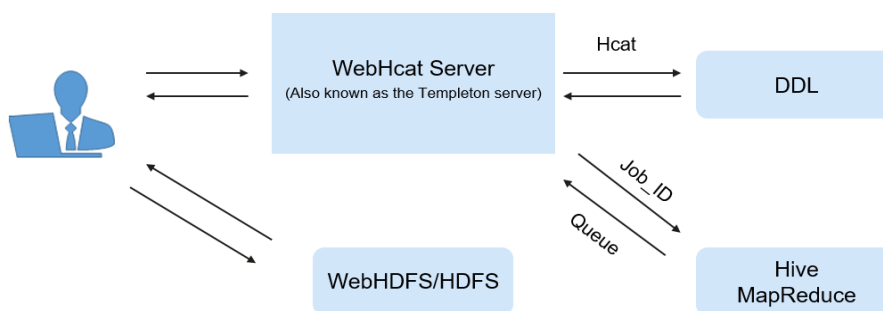 Hcat
WebHcat Server
(Also known as the Templeton server)
DDL
Job_ID
Queue
WebHDFS/HDFS
Hive
MapReduce